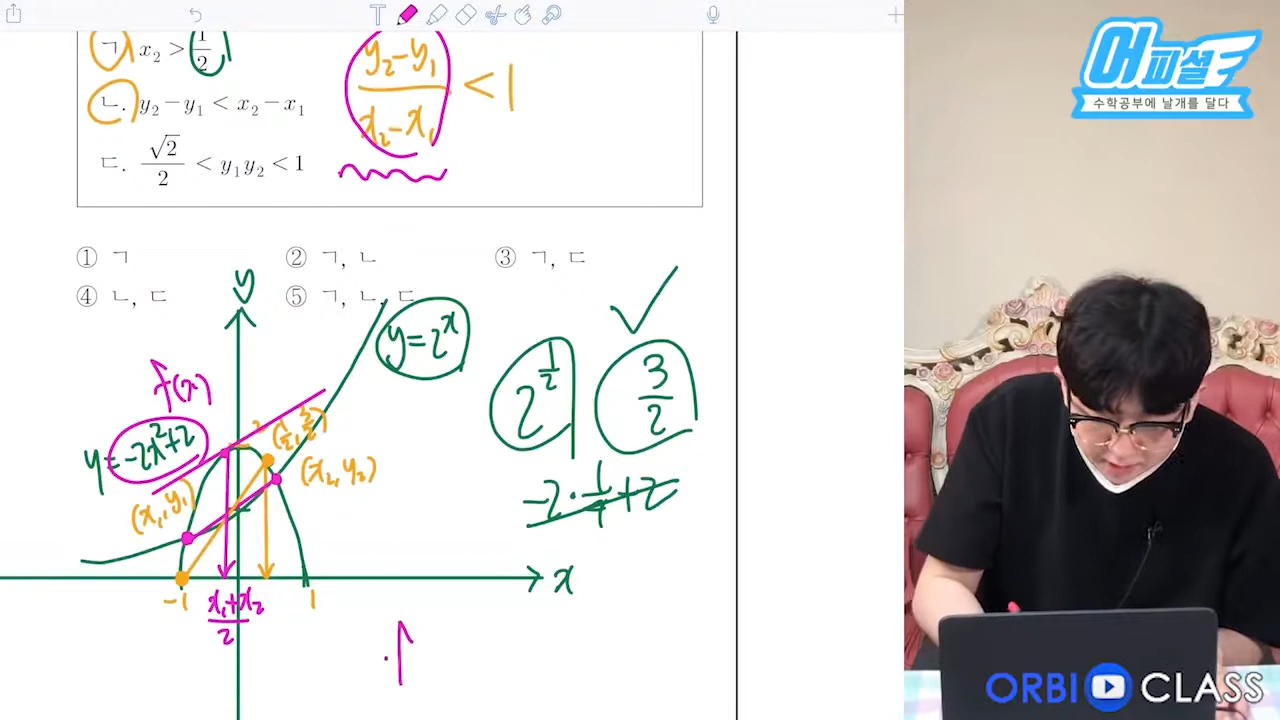 ㄱ x₂ > 1/2
(y₂-y₁)/(x₂-x₁) < 1
ㄴ. y₂-y₁ < x₂-x₁
ㄷ. √2/2 < y₁y₂ < 1
① ㄱ ② ㄱ, ㄴ ③ ㄱ, ㄷ
④ ㄴ, ㄷ ⑤ ㄱ, ㄴ, ㄷ
y
y=2ˣ
f(x)
2^(1/2) 3/2
y=-2x²+2
(1/2, 3/2)
(x₁, y₁)
(x₂, y₂)
-2·1/4+2
x
-1
1
(x₁+x₂)/2
어피셜
수학공부에 날개를 달다
ORBI CLASS